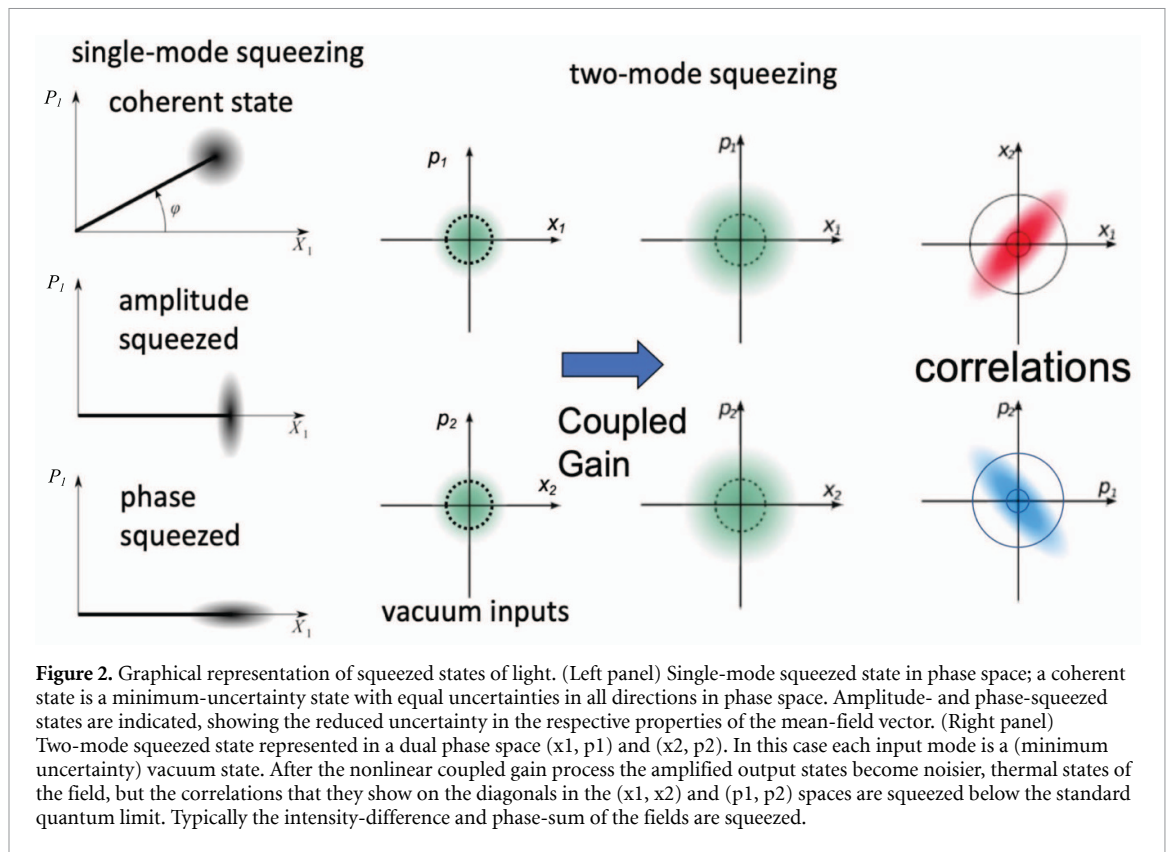 single-mode squeezing
P₁
coherent state
φ
X₁
P₁
amplitude
squeezed
X₁
P₁
phase
squeezed
X₁
two-mode squeezing
p₁
x₁
p₂
x₂
vacuum inputs
Coupled
Gain
p₁
x₁
p₂
x₂
x₂
x₁
correlations
p₂
p₁
Figure 2. Graphical representation of squeezed states of light. (Left panel) Single-mode squeezed state in phase space; a coherent
state is a minimum-uncertainty state with equal uncertainties in all directions in phase space. Amplitude- and phase-squeezed
states are indicated, showing the reduced uncertainty in the respective properties of the mean-field vector. (Right panel)
Two-mode squeezed state represented in a dual phase space (x1, p1) and (x2, p2). In this case each input mode is a (minimum
uncertainty) vacuum state. After the nonlinear coupled gain process the amplified output states become noisier, thermal states of
the field, but the correlations that they show on the diagonals in the (x1, x2) and (p1, p2) spaces are squeezed below the standard
quantum limit. Typically the intensity-difference and phase-sum of the fields are squeezed.